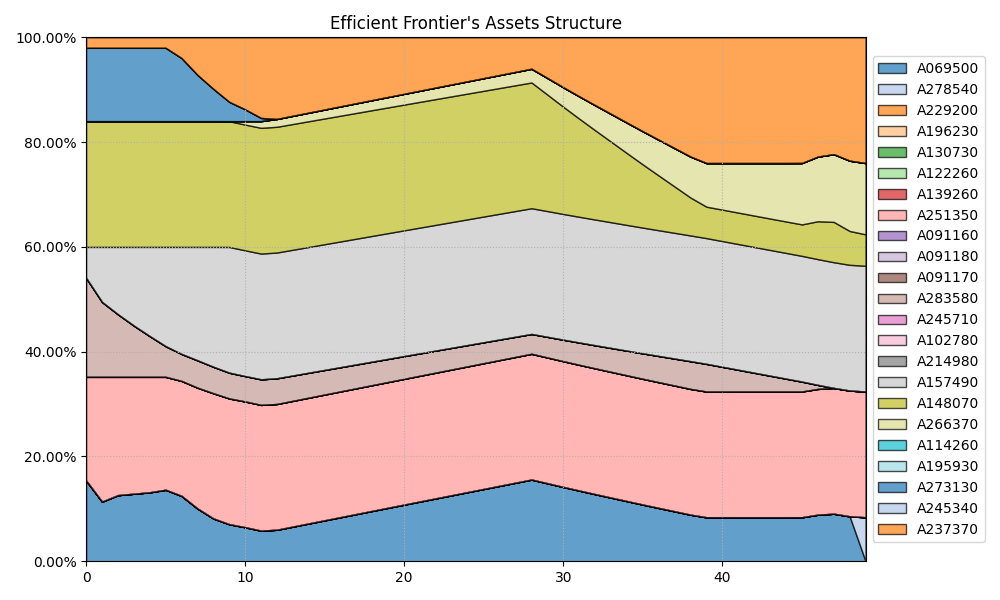 Efficient Frontier's Assets Structure
100.00%
80.00%
60.00%
40.00%
20.00%
0.00%
0
10
20
30
40
A069500
A278540
A229200
A196230
A130730
A122260
A139260
A251350
A091160
A091180
A091170
A283580
A245710
A102780
A214980
A157490
A148070
A266370
A114260
A195930
A273130
A245340
A237370